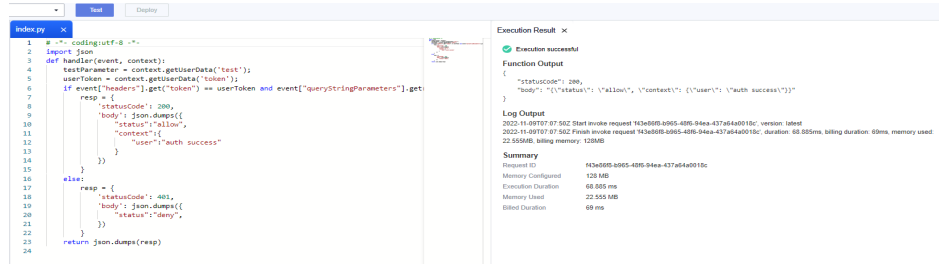 Test
Deploy
index.py ×
1 # -*- coding:utf-8 -*-
2 import json
3 def handler(event, context):
4 testParameter = context.getUserData('test');
5 userToken = context.getUserData('token');
6 if event["headers"].get("token") == userToken and event["queryStringParameters"].get(
7 resp = {
8 'statusCode': 200,
9 'body': json.dumps({
10 "status":"allow",
11 "context":{
12 "user":"auth success"
13 }
14 })
15 }
16 else:
17 resp = {
18 'statusCode': 401,
19 'body': json.dumps({
20 "status":"deny",
21 })
22 }
23 return json.dumps(resp)
24
Execution Result ×
Execution successful
Function Output
{
"statusCode": 200,
"body": "{\"status\": \"allow\", \"context\": {\"user\": \"auth success\"}}"
}
Log Output
2022-11-09T07:07:50Z Start invoke request 'f43e86f8-b965-48f6-94ea-437a64a0018c', version: latest
2022-11-09T07:07:50Z Finish invoke request 'f43e86f8-b965-48f6-94ea-437a64a0018c', duration: 68.885ms, billing duration: 69ms, memory used:
22.555MB, billing memory: 128MB
Summary
Request ID f43e86f8-b965-48f6-94ea-437a64a0018c
Memory Configured 128 MB
Execution Duration 68.885 ms
Memory Used 22.555 MB
Billed Duration 69 ms